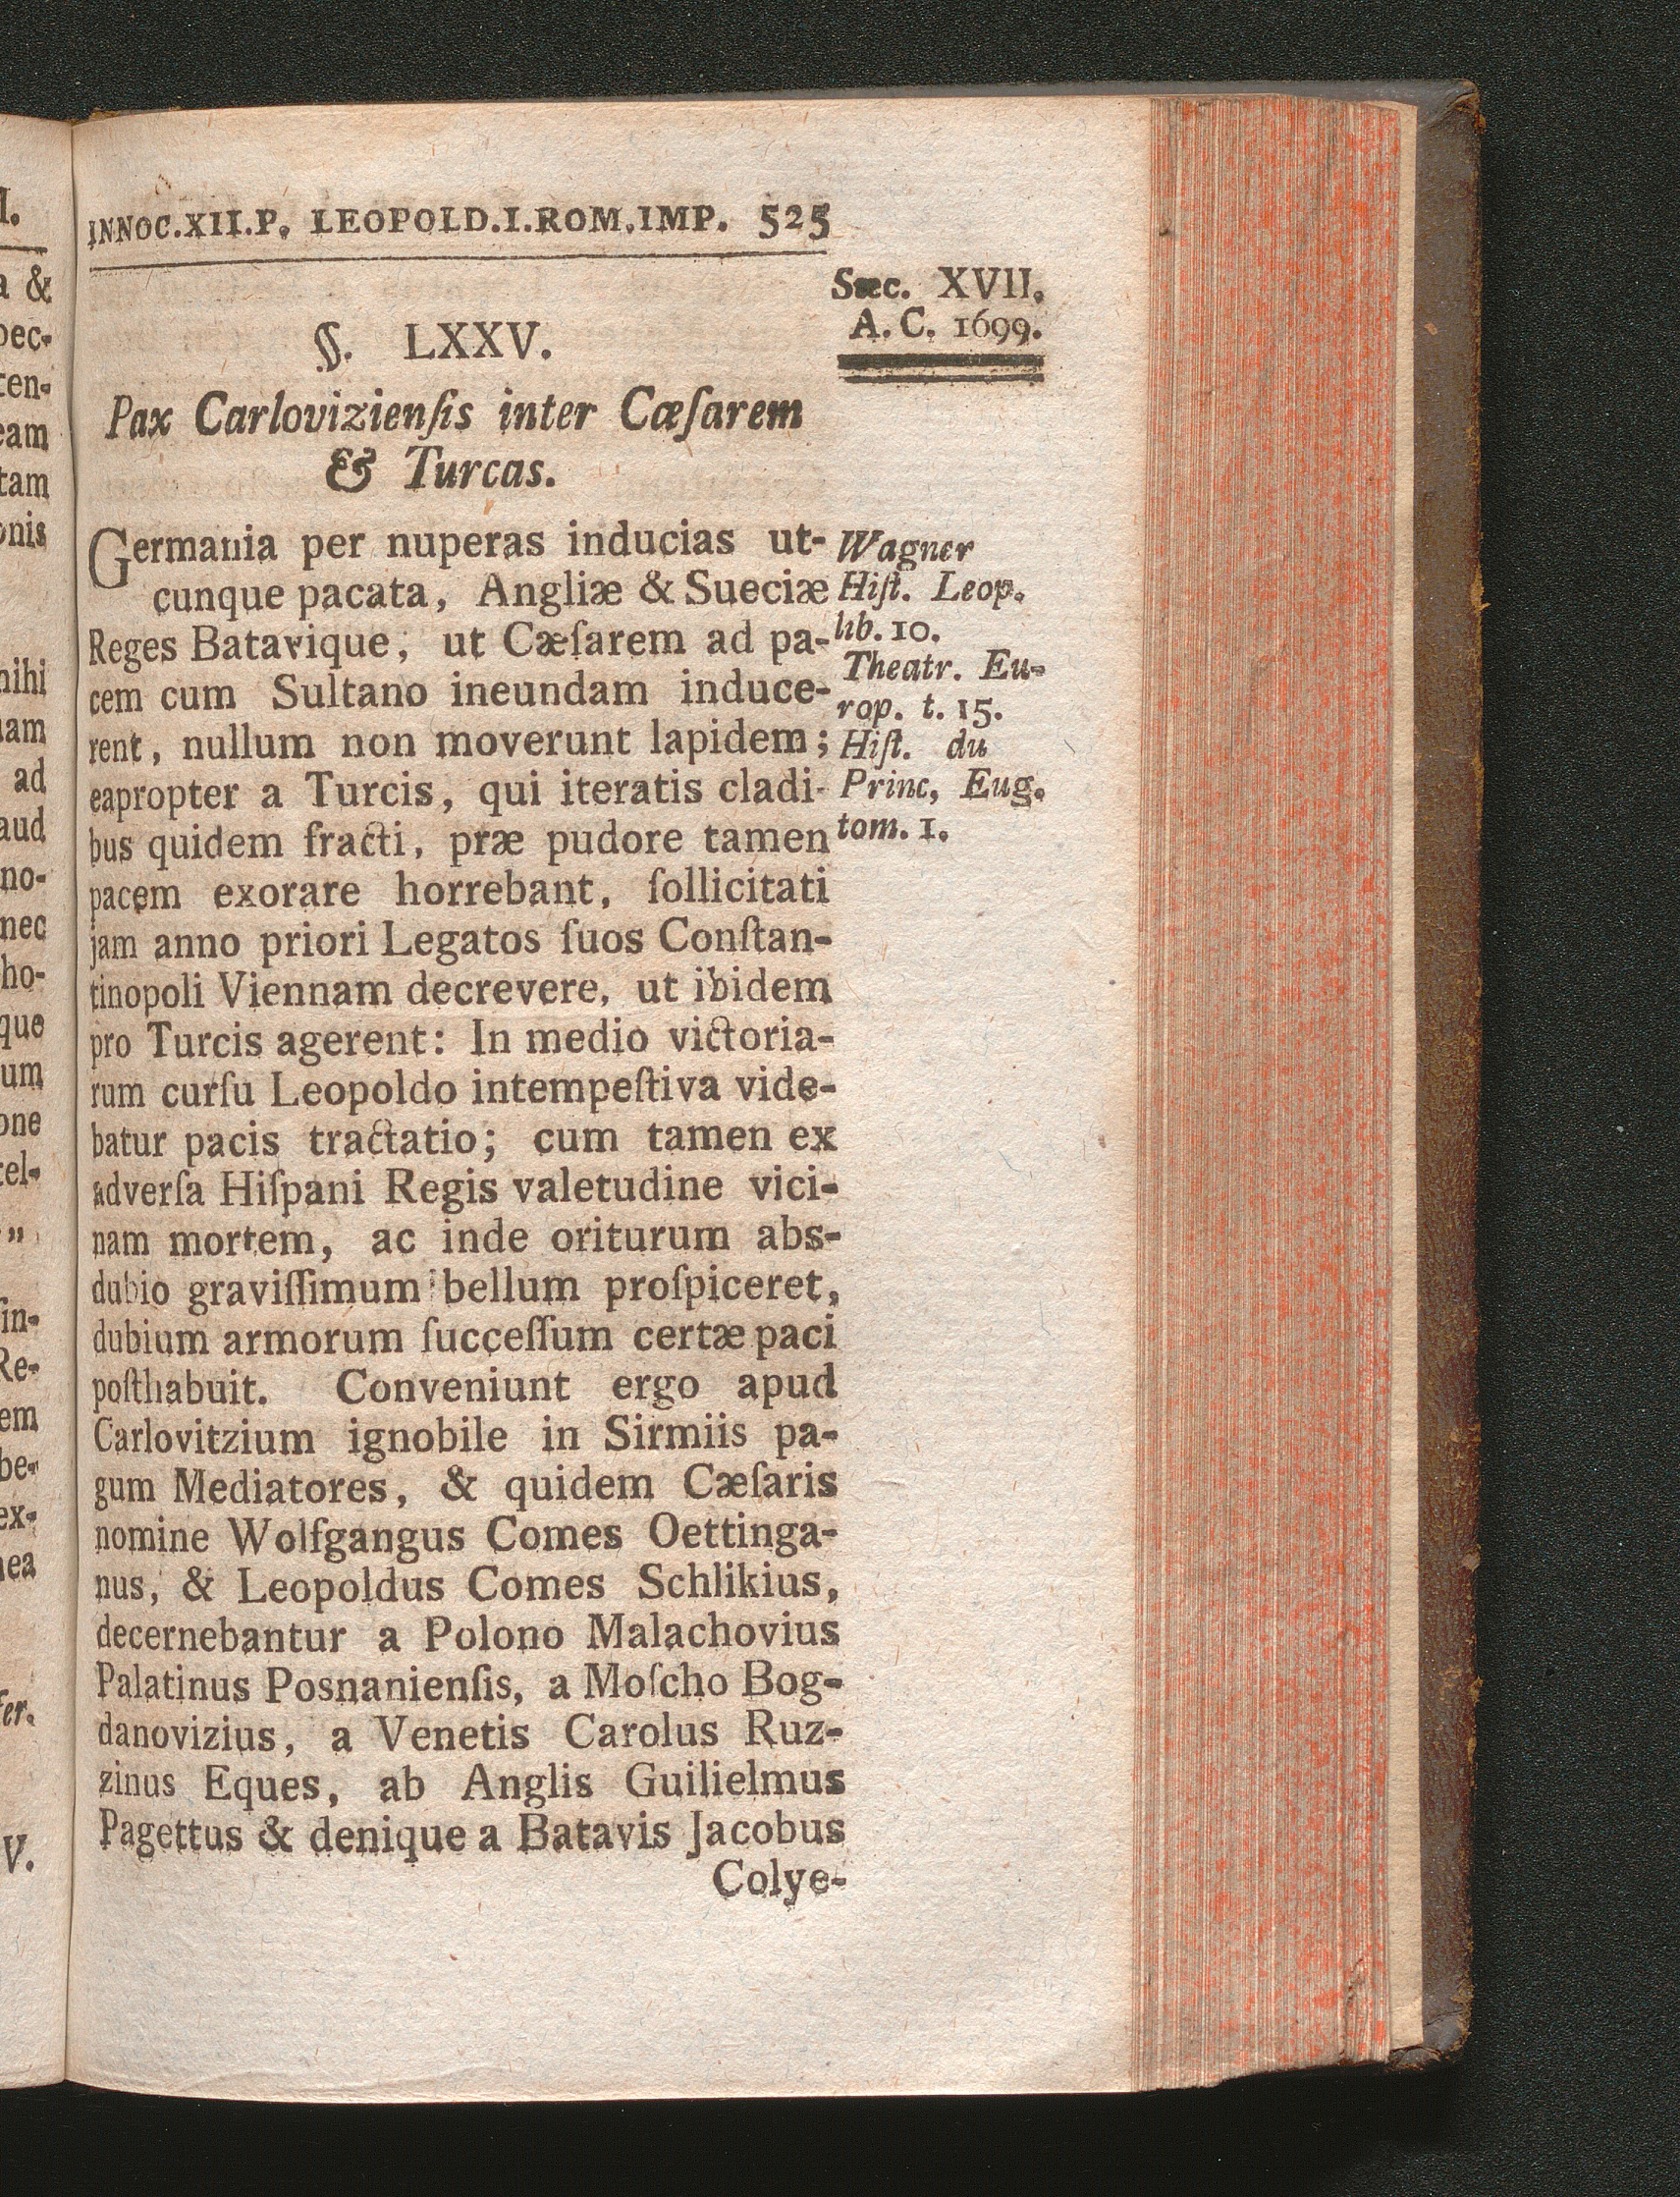 INNOC.XII.P. LEOPOLD.I.ROM.IMP. 525
Sæc. XVII.
A. C. 1699.
§. LXXV.
Pax Carlovizienſis inter Cæſarem
& Turcas.
Germania per nuperas inducias ut-
cunque pacata, Angliæ & Sueciæ
Reges Batavique, ut Cæſarem ad pa-
cem cum Sultano ineundam induce-
rent, nullum non moverunt lapidem;
eapropter a Turcis, qui iteratis cladi-
bus quidem fracti, præ pudore tamen
pacem exorare horrebant, ſollicitati
jam anno priori Legatos ſuos Conſtan-
tinopoli Viennam decrevere, ut ibidem
pro Turcis agerent: In medio victoria-
rum curſu Leopoldo intempeſtiva vide-
batur pacis tractatio; cum tamen ex
adverſa Hiſpani Regis valetudine vici-
nam mortem, ac inde oriturum abs-
dubio graviſſimum bellum proſpiceret,
dubium armorum ſucceſſum certæ paci
poſthabuit. Conveniunt ergo apud
Carlovitzium ignobile in Sirmiis pa-
gum Mediatores, & quidem Cæſaris
nomine Wolfgangus Comes Oettinga-
nus, & Leopoldus Comes Schlikius,
decernebantur a Polono Malachovius
Palatinus Posnanienſis, a Moſcho Bog-
danovizius, a Venetis Carolus Ruz-
zinus Eques, ab Anglis Guilielmus
Pagettus & denique a Batavis Jacobus
Colye-
Wagner
Hiſt. Leop.
lib. 10.
Theatr. Eu-
rop. t. 15.
Hiſt. du
Princ, Eug.
tom. 1.